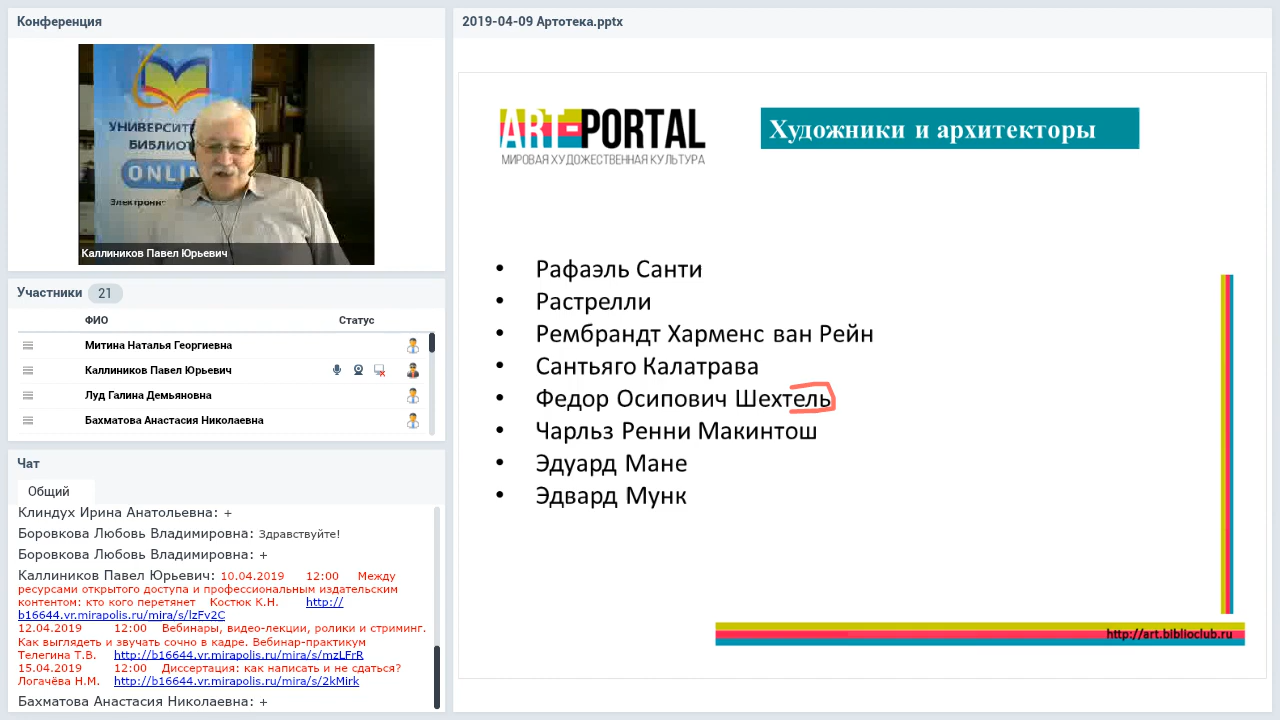 Конференция
УНИВЕРСИТЕ
БИБЛИОТ
ONLIN
Электронн
Каллиников Павел Юрьевич
Участники 21
ФИО Статус
Митина Наталья Георгиевна
Каллиников Павел Юрьевич
Луд Галина Демьяновна
Бахматова Анастасия Николаевна
Чат
Общий
Клиндух Ирина Анатольевна: +
Боровкова Любовь Владимировна: Здравствуйте!
Боровкова Любовь Владимировна: +
Каллиников Павел Юрьевич: 10.04.2019 12:00 Между
ресурсами открытого доступа и профессиональным издательским
контентом: кто кого перетянет Костюк К.Н. http://
b16644.vr.mirapolis.ru/mira/s/lzFv2C
12.04.2019 12:00 Вебинары, видео-лекции, ролики и стриминг.
Как выглядеть и звучать сочно в кадре. Вебинар-практикум
Телегина Т.В. http://b16644.vr.mirapolis.ru/mira/s/mzLFrR
15.04.2019 12:00 Диссертация: как написать и не сдаться?
Логачёва Н.М. http://b16644.vr.mirapolis.ru/mira/s/2kMirk
Бахматова Анастасия Николаевна: +
2019-04-09 Артотека.pptx
ART-PORTAL
МИРОВАЯ ХУДОЖЕСТВЕННАЯ КУЛЬТУРА
Художники и архитекторы
• Рафаэль Санти
• Растрелли
• Рембрандт Харменс ван Рейн
• Сантьяго Калатрава
• Федор Осипович Шехтель
• Чарльз Ренни Макинтош
• Эдуард Мане
• Эдвард Мунк
http://art.biblioclub.ru